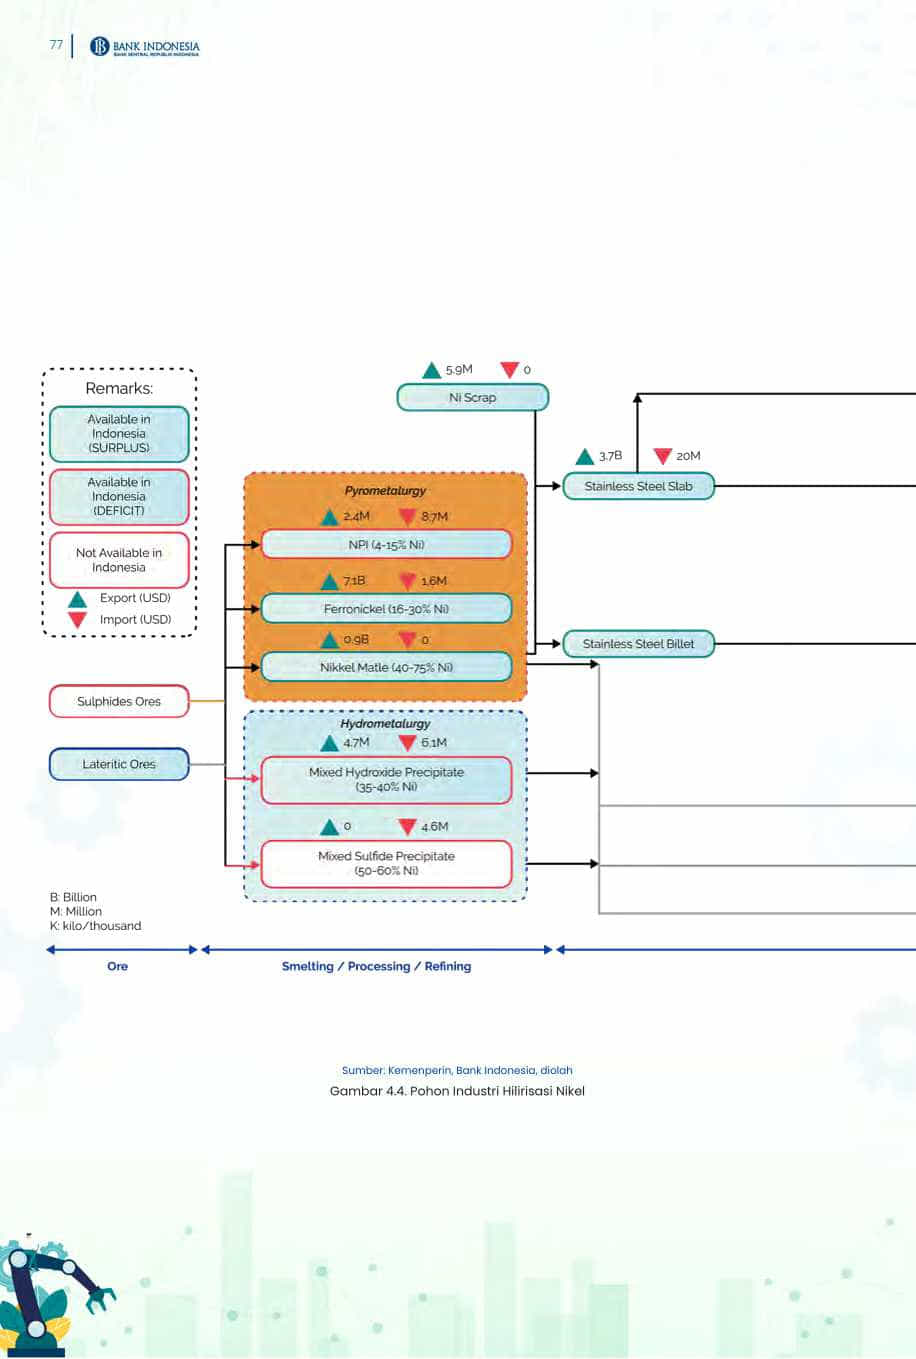 77
BANK INDONESIA
BANK SENTRAL REPUBLIK INDONESIA
5.9M 0
Ni Scrap
Remarks:
Available in
Indonesia
(SURPLUS)
Available in
Indonesia
(DEFICIT)
Not Available in
Indonesia
Export (USD)
Import (USD)
3.7B 20M
Stainless Steel Slab
Pyrometalurgy
2.4M 8.7M
NPI (4-15% Ni)
7.1B 1.6M
Ferronickel (16-30% Ni)
0.9B 0
Nikkel Matle (40-75% Ni)
Stainless Steel Billet
Sulphides Ores
Lateritic Ores
Hydrometalurgy
4.7M 6.1M
Mixed Hydroxide Precipitate
(35-40% Ni)
0 4.6M
Mixed Sulfide Precipitate
(50-60% Ni)
B: Billion
M: Million
K: kilo/thousand
Ore
Smelting / Processing / Refining
Sumber: Kemenperin, Bank Indonesia, diolah
Gambar 4.4. Pohon Industri Hilirisasi Nikel